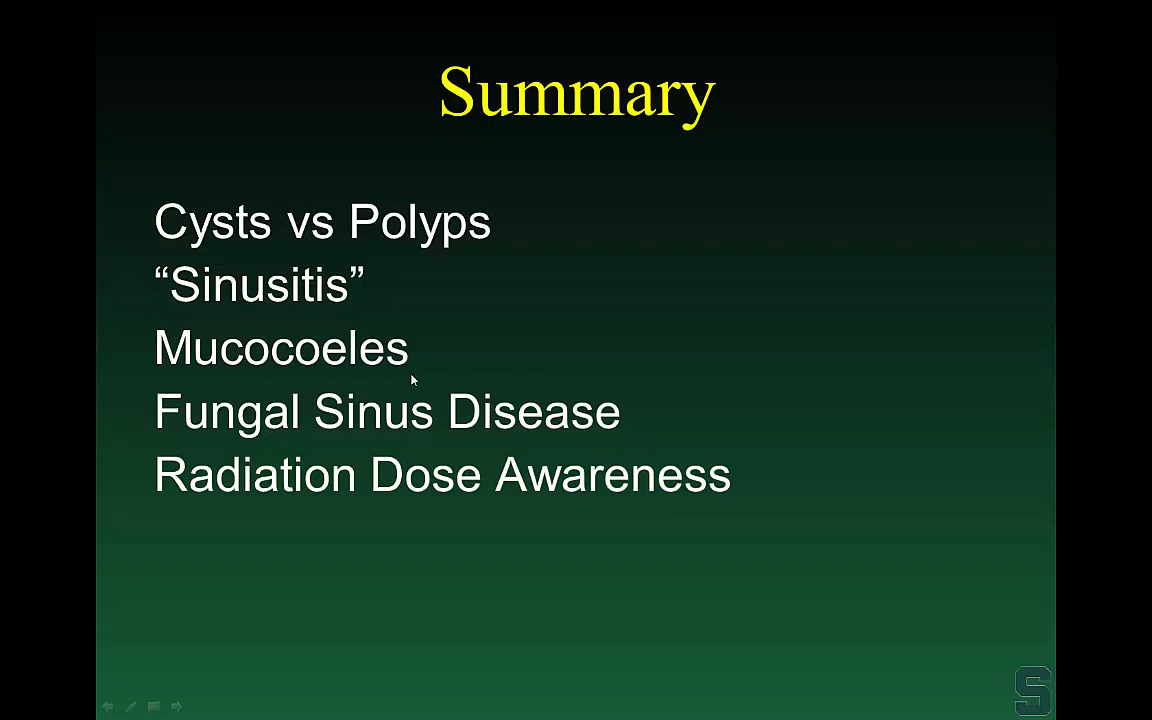 Summary
Cysts vs Polyps
“Sinusitis”
Mucocoeles
Fungal Sinus Disease
Radiation Dose Awareness
S